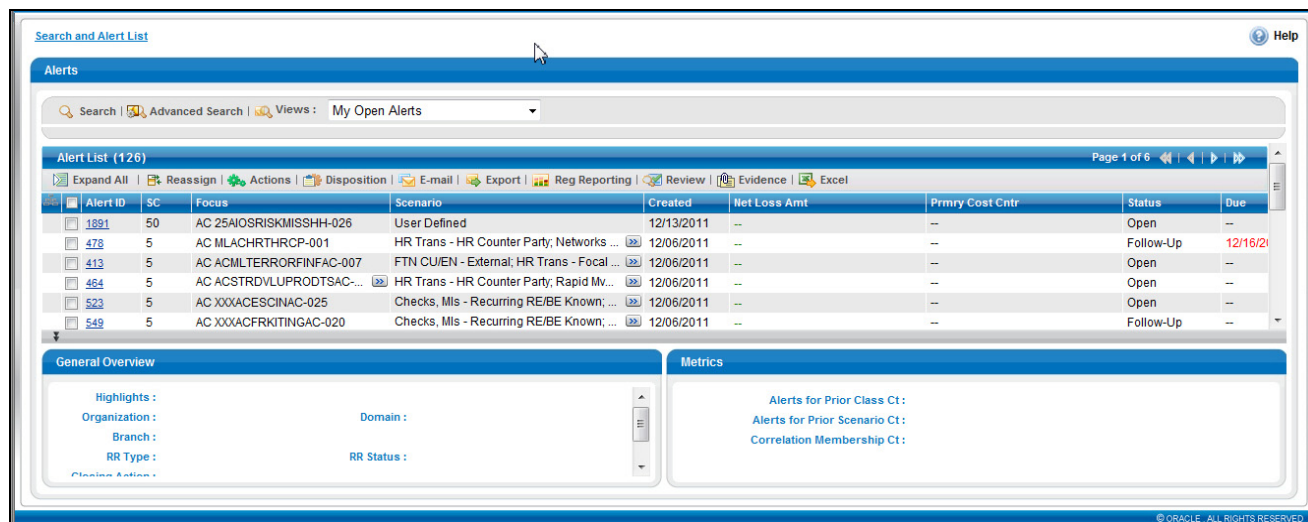 Search and Alert List
Help
Alerts
Search | Advanced Search | Views : My Open Alerts
Alert List (126) Page 1 of 6
Expand All | Reassign | Actions | Disposition | E-mail | Export | Reg Reporting | Review | Evidence | Excel
Alert ID SC Focus Scenario Created Net Loss Amt Prmry Cost Cntr Status Due
1891 50 AC 25AIOSRISKMISSHH-026 User Defined 12/13/2011 -- -- Open --
478 5 AC MLACHRTHRCP-001 HR Trans - HR Counter Party; Networks ... 12/06/2011 -- -- Follow-Up 12/16/20
413 5 AC ACMLTERRORFINFAC-007 FTN CU/EN - External; HR Trans - Focal ... 12/06/2011 -- -- Open --
464 5 AC ACSTRDVLUPRODTSAC-... HR Trans - HR Counter Party; Rapid Mv... 12/06/2011 -- -- Open --
523 5 AC XXXACESCINAC-025 Checks, MIs - Recurring RE/BE Known; ... 12/06/2011 -- -- Open --
549 5 AC XXXACFRKITINGAC-020 Checks, MIs - Recurring RE/BE Known; ... 12/06/2011 -- -- Follow-Up --
General Overview
Highlights :
Organization : Domain :
Branch :
RR Type : RR Status :
Closing Action :
Metrics
Alerts for Prior Class Ct :
Alerts for Prior Scenario Ct :
Correlation Membership Ct :
© ORACLE ALL RIGHTS RESERVED